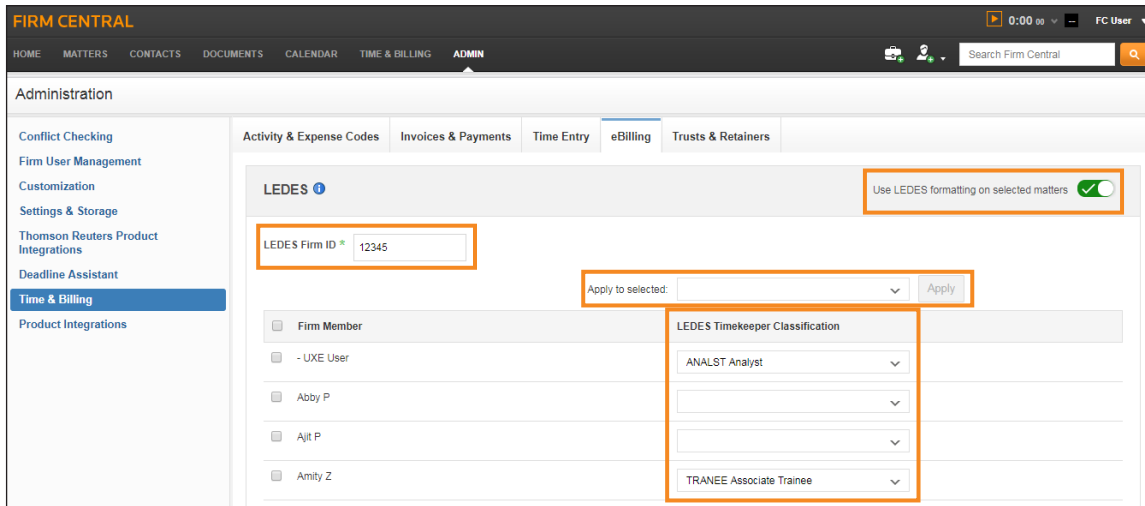 FIRM CENTRAL
0:00 00
FC User
HOME MATTERS CONTACTS DOCUMENTS CALENDAR TIME & BILLING ADMIN
Search Firm Central
Administration
Conflict Checking
Firm User Management
Customization
Settings & Storage
Thomson Reuters Product
Integrations
Deadline Assistant
Time & Billing
Product Integrations
Activity & Expense Codes Invoices & Payments Time Entry eBilling Trusts & Retainers
LEDES
Use LEDES formatting on selected matters
LEDES Firm ID * 12345
Apply to selected: Apply
Firm Member LEDES Timekeeper Classification
- UXE User ANALST Analyst
Abby P
Ajit P
Amity Z TRANEE Associate Trainee